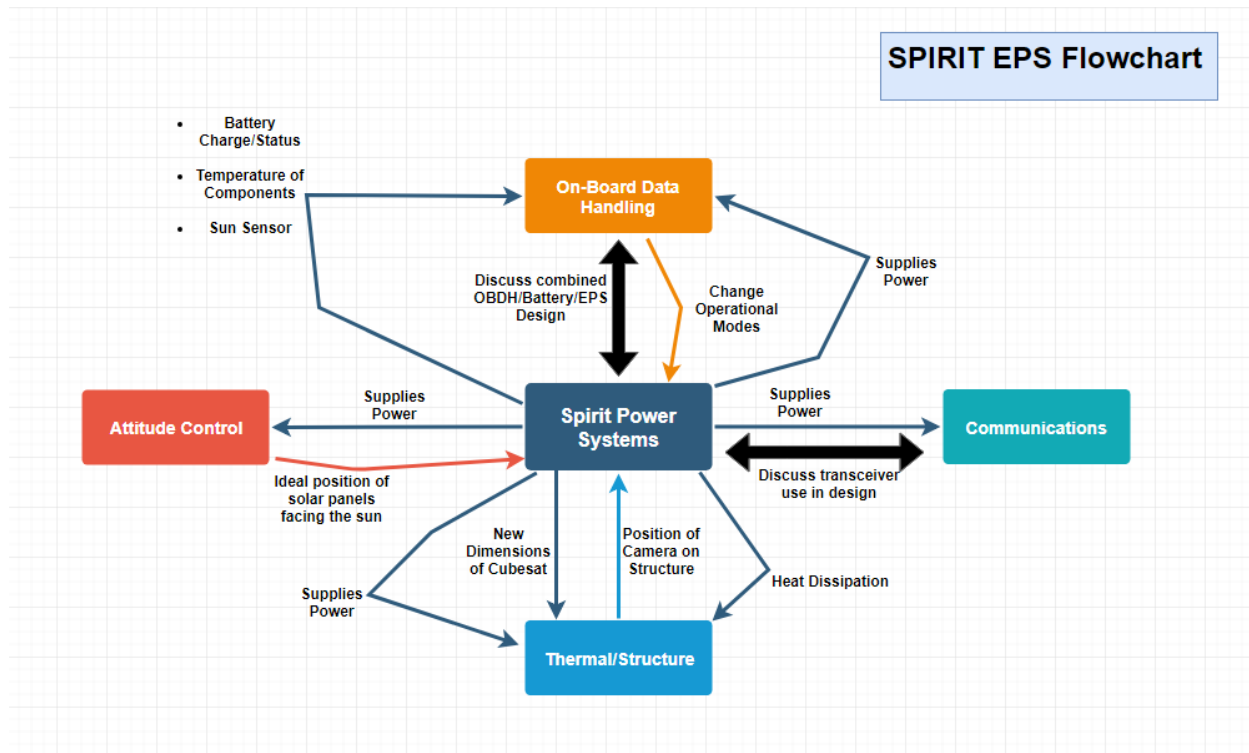 SPIRIT EPS Flowchart
• Battery
Charge/Status
• Temperature of
Components
• Sun Sensor
On-Board Data
Handling
Discuss combined
OBDH/Battery/EPS
Design
Change
Operational
Modes
Supplies
Power
Attitude Control
Supplies
Power
Spirit Power
Systems
Supplies
Power
Communications
Ideal position of
solar panels
facing the sun
Discuss transceiver
use in design
New
Dimensions
of Cubesat
Position of
Camera on
Structure
Supplies
Power
Heat Dissipation
Thermal/Structure